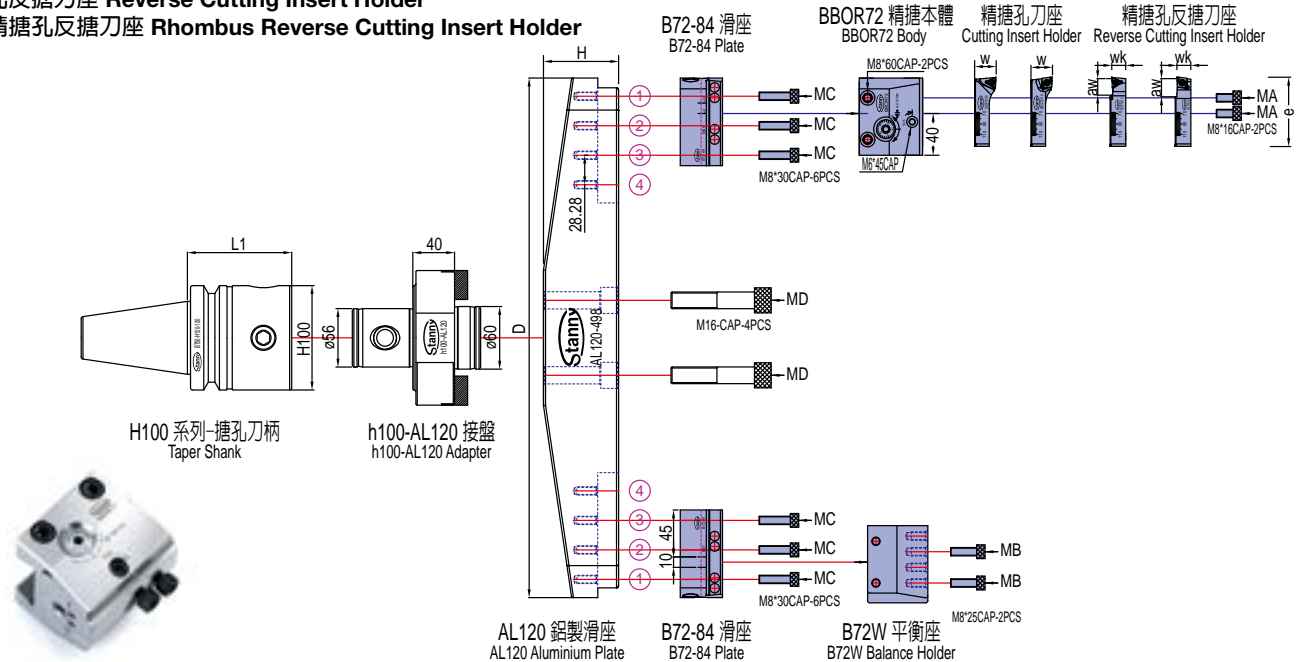 孔反搪刀座 Reverse Cutting Insert Holder
精搪孔反搪刀座 Rhombus Reverse Cutting Insert Holder
B72-84 滑座
B72-84 Plate
BBOR72 精搪本體
BBOR72 Body
精搪孔刀座
Cutting Insert Holder
精搪孔反搪刀座
Reverse Cutting Insert Holder
H
M8*60CAP-2PCS
w
w
wk
wk
aw
aw
e
1
2
3
4
MC
MC
MC
M8*30CAP-6PCS
40
M6*45CAP
MA
MA
M8*16CAP-2PCS
28.28
L1
40
H100
ø56
Stanny
h100-AL120
ø60
D
Stanny
AL120-498
MD
M16-CAP-4PCS
MD
H100 系列-搪孔刀柄
Taper Shank
h100-AL120 接盤
h100-AL120 Adapter
4
3
2
1
45
10
MC
MC
MC
M8*30CAP-6PCS
MB
MB
M8*25CAP-2PCS
AL120 鋁製滑座
AL120 Aluminium Plate
B72-84 滑座
B72-84 Plate
B72W 平衡座
B72W Balance Holder